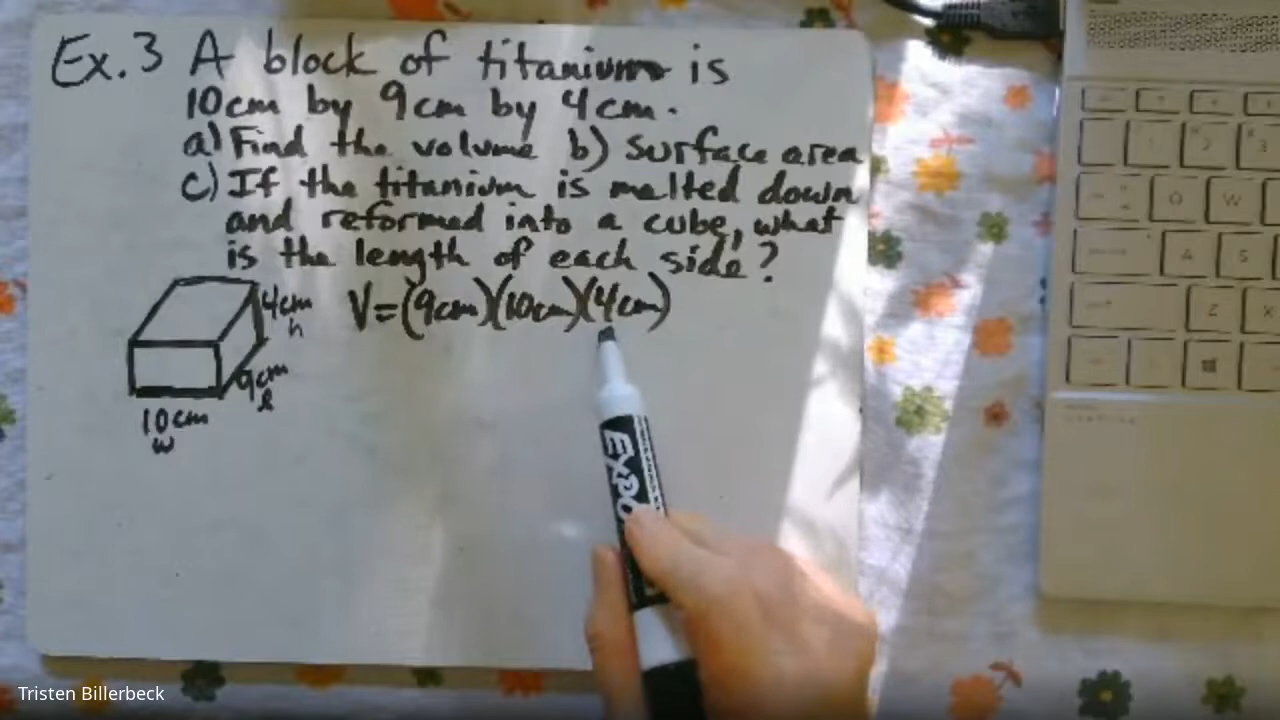 Ex. 3 A block of titanium is
10cm by 9cm by 4cm.
a) Find the volume b) surface area
c) If the titanium is melted down
and reformed into a cube, what
is the length of each side?
4cm
h
V=(9cm)(10cm)(4cm)
9cm
l
10cm
w
EXPO
W
A S
Z X
Tristen Billerbeck